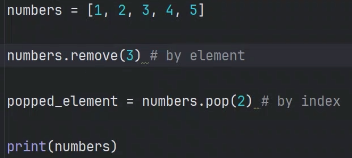 numbers = [1, 2, 3, 4, 5]
numbers.remove(3) # by element
popped_element = numbers.pop(2) # by index
print(numbers)